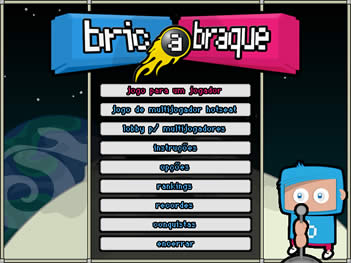 bric à braque
jogo para um jogador
jogo de multijogador hotseat
lobby p/ multijogadores
instruções
opções
rankings
recordes
conquistas
encerrar